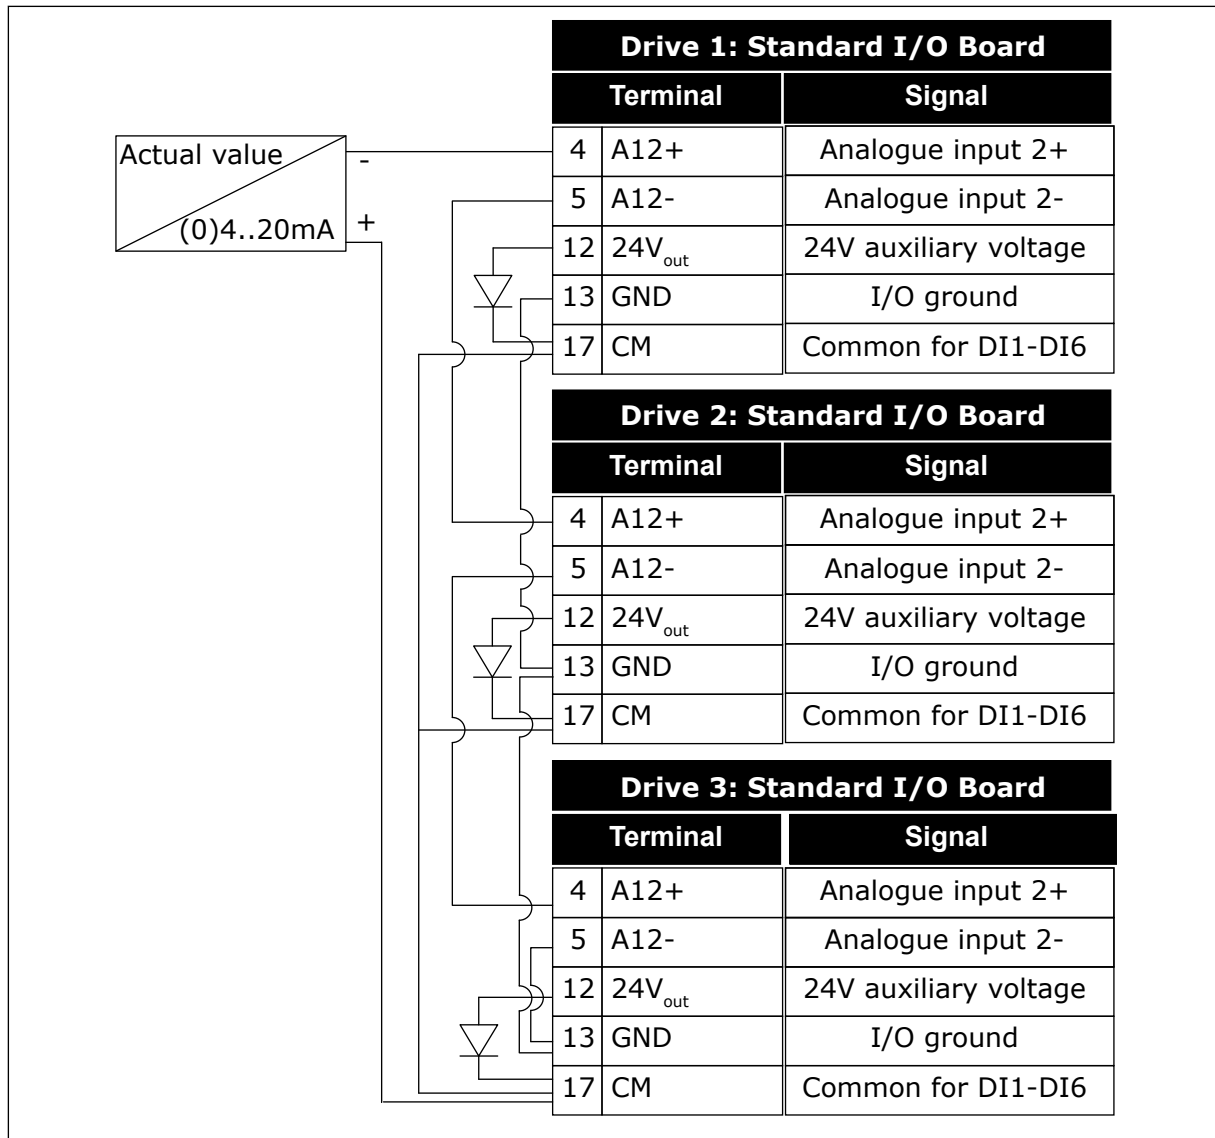 Drive 1: Standard I/O Board
Terminal Signal
Actual value - 4 A12+ Analogue input 2+
5 A12- Analogue input 2-
(0)4..20mA + 12 24Vout 24V auxiliary voltage
13 GND I/O ground
17 CM Common for DI1-DI6
Drive 2: Standard I/O Board
Terminal Signal
4 A12+ Analogue input 2+
5 A12- Analogue input 2-
12 24Vout 24V auxiliary voltage
13 GND I/O ground
17 CM Common for DI1-DI6
Drive 3: Standard I/O Board
Terminal Signal
4 A12+ Analogue input 2+
5 A12- Analogue input 2-
12 24Vout 24V auxiliary voltage
13 GND I/O ground
17 CM Common for DI1-DI6